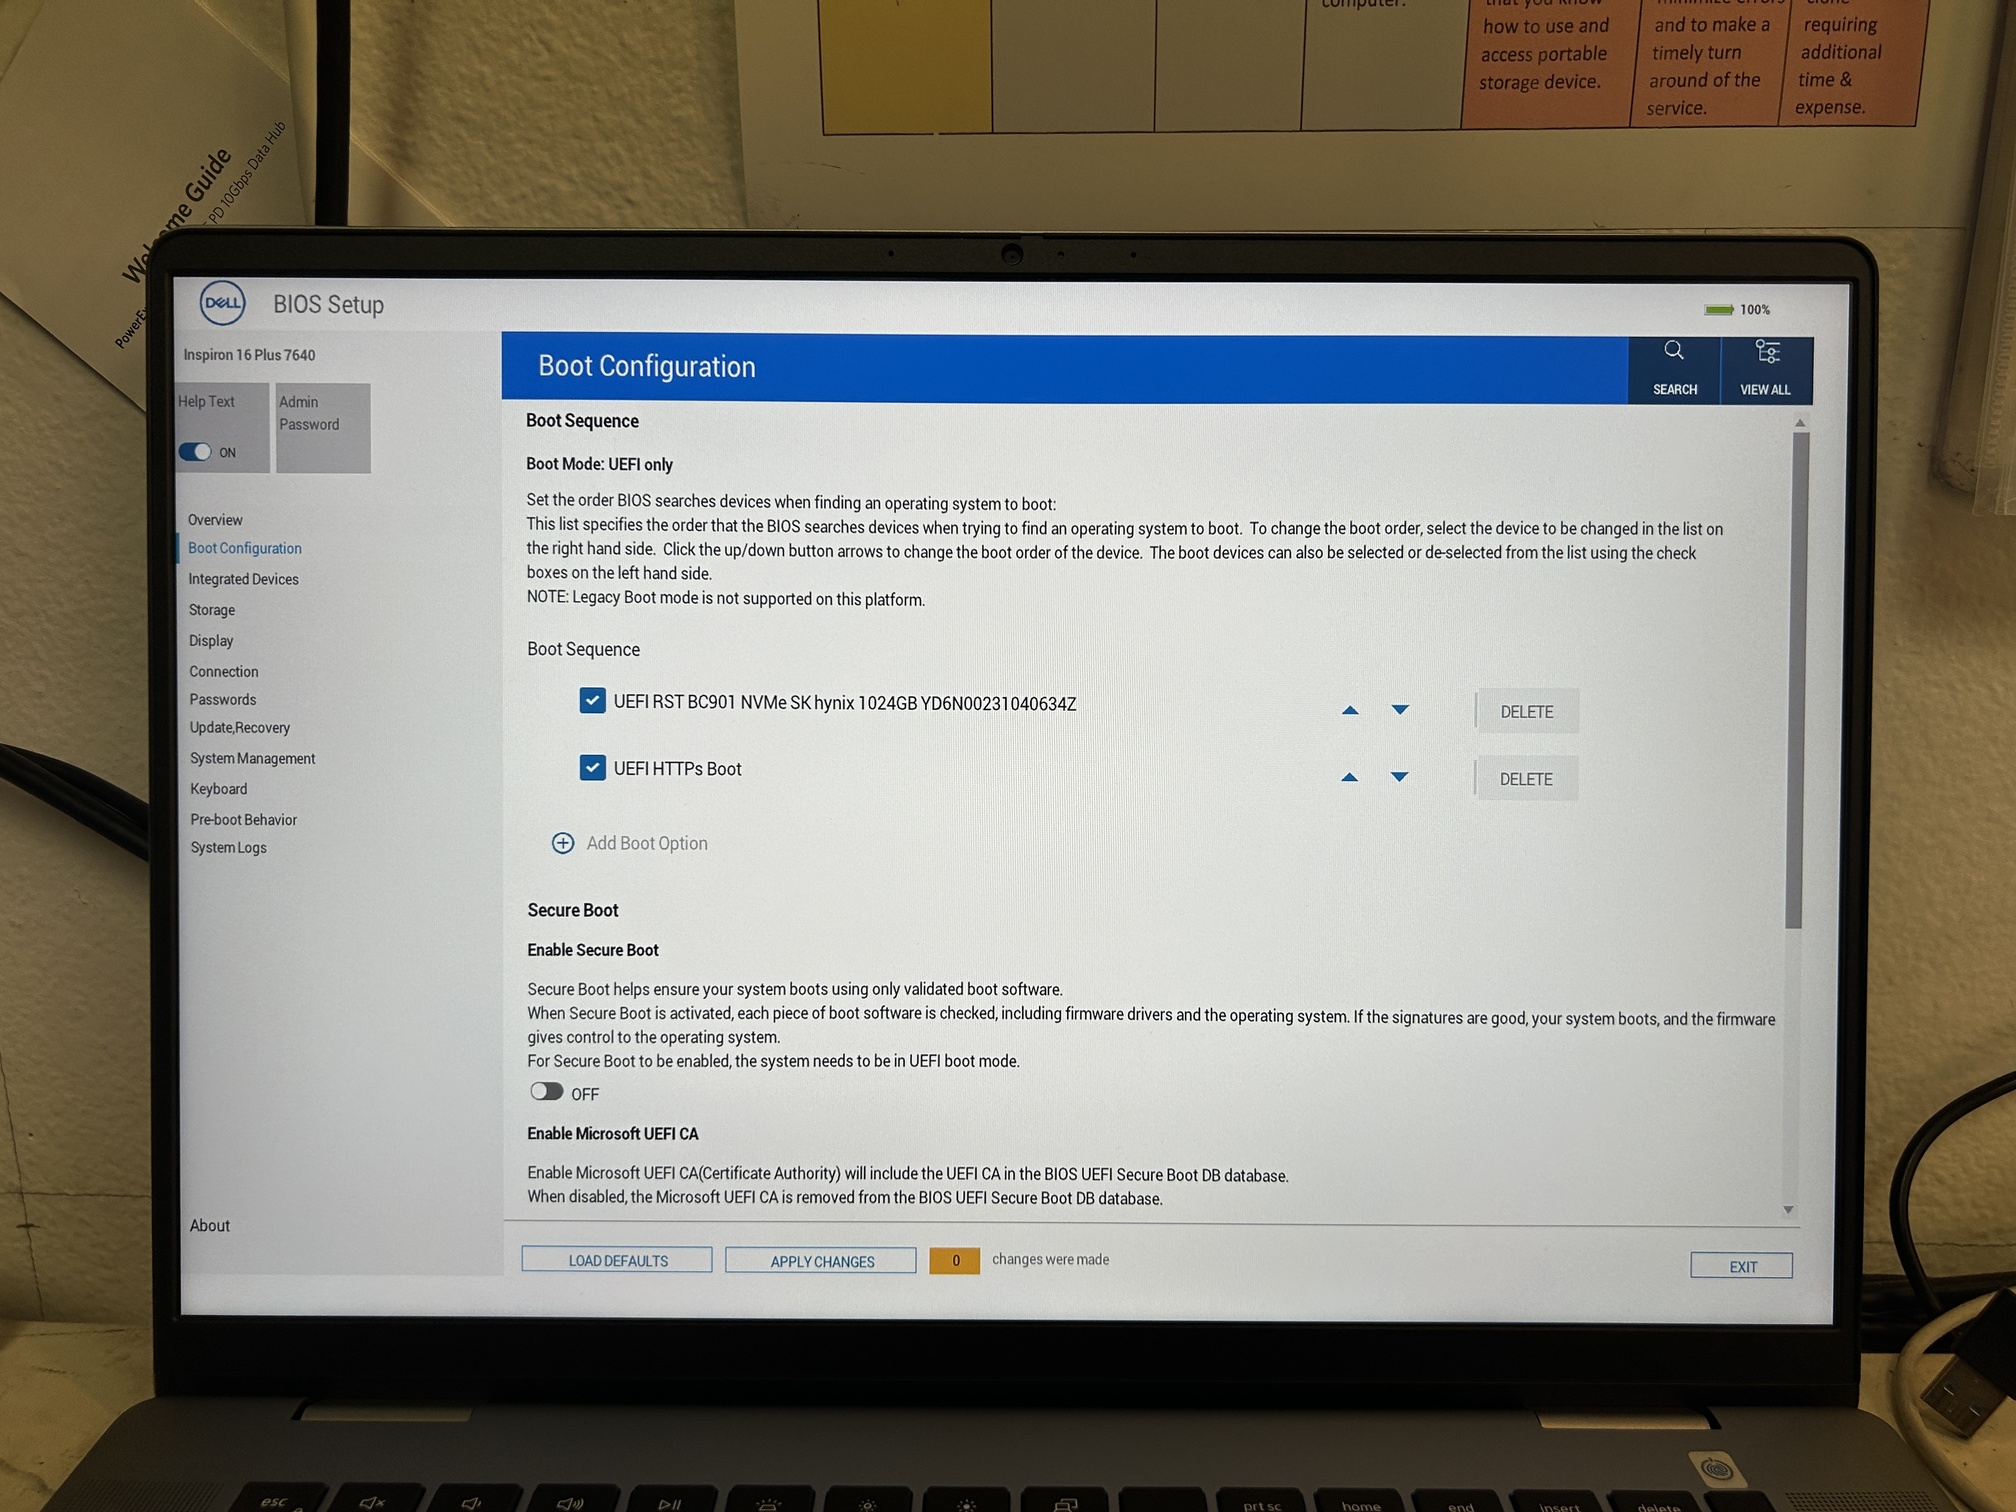 computer.
that you know
how to use and
access portable
storage device.
minimize errors
and to make a
timely turn
around of the
service.
requiring
additional
time &
expense.
Welcome Guide
PD 10Gbps Data Hub
DELL
BIOS Setup
100%
Inspiron 16 Plus 7640
Help Text
ON
Admin
Password
Boot Configuration
SEARCH
VIEW ALL
Overview
Boot Configuration
Integrated Devices
Storage
Display
Connection
Passwords
Update,Recovery
System Management
Keyboard
Pre-boot Behavior
System Logs
About
Boot Sequence
Boot Mode: UEFI only
Set the order BIOS searches devices when finding an operating system to boot:
This list specifies the order that the BIOS searches devices when trying to find an operating system to boot. To change the boot order, select the device to be changed in the list on
the right hand side. Click the up/down button arrows to change the boot order of the device. The boot devices can also be selected or de-selected from the list using the check
boxes on the left hand side.
NOTE: Legacy Boot mode is not supported on this platform.
Boot Sequence
UEFI RST BC901 NVMe SK hynix 1024GB YD6N00231040634Z
DELETE
UEFI HTTPs Boot
DELETE
Add Boot Option
Secure Boot
Enable Secure Boot
Secure Boot helps ensure your system boots using only validated boot software.
When Secure Boot is activated, each piece of boot software is checked, including firmware drivers and the operating system. If the signatures are good, your system boots, and the firmware
gives control to the operating system.
For Secure Boot to be enabled, the system needs to be in UEFI boot mode.
OFF
Enable Microsoft UEFI CA
Enable Microsoft UEFI CA(Certificate Authority) will include the UEFI CA in the BIOS UEFI Secure Boot DB database.
When disabled, the Microsoft UEFI CA is removed from the BIOS UEFI Secure Boot DB database.
LOAD DEFAULTS
APPLY CHANGES
0
changes were made
EXIT
esc
prt sc
home
end
insert
delete